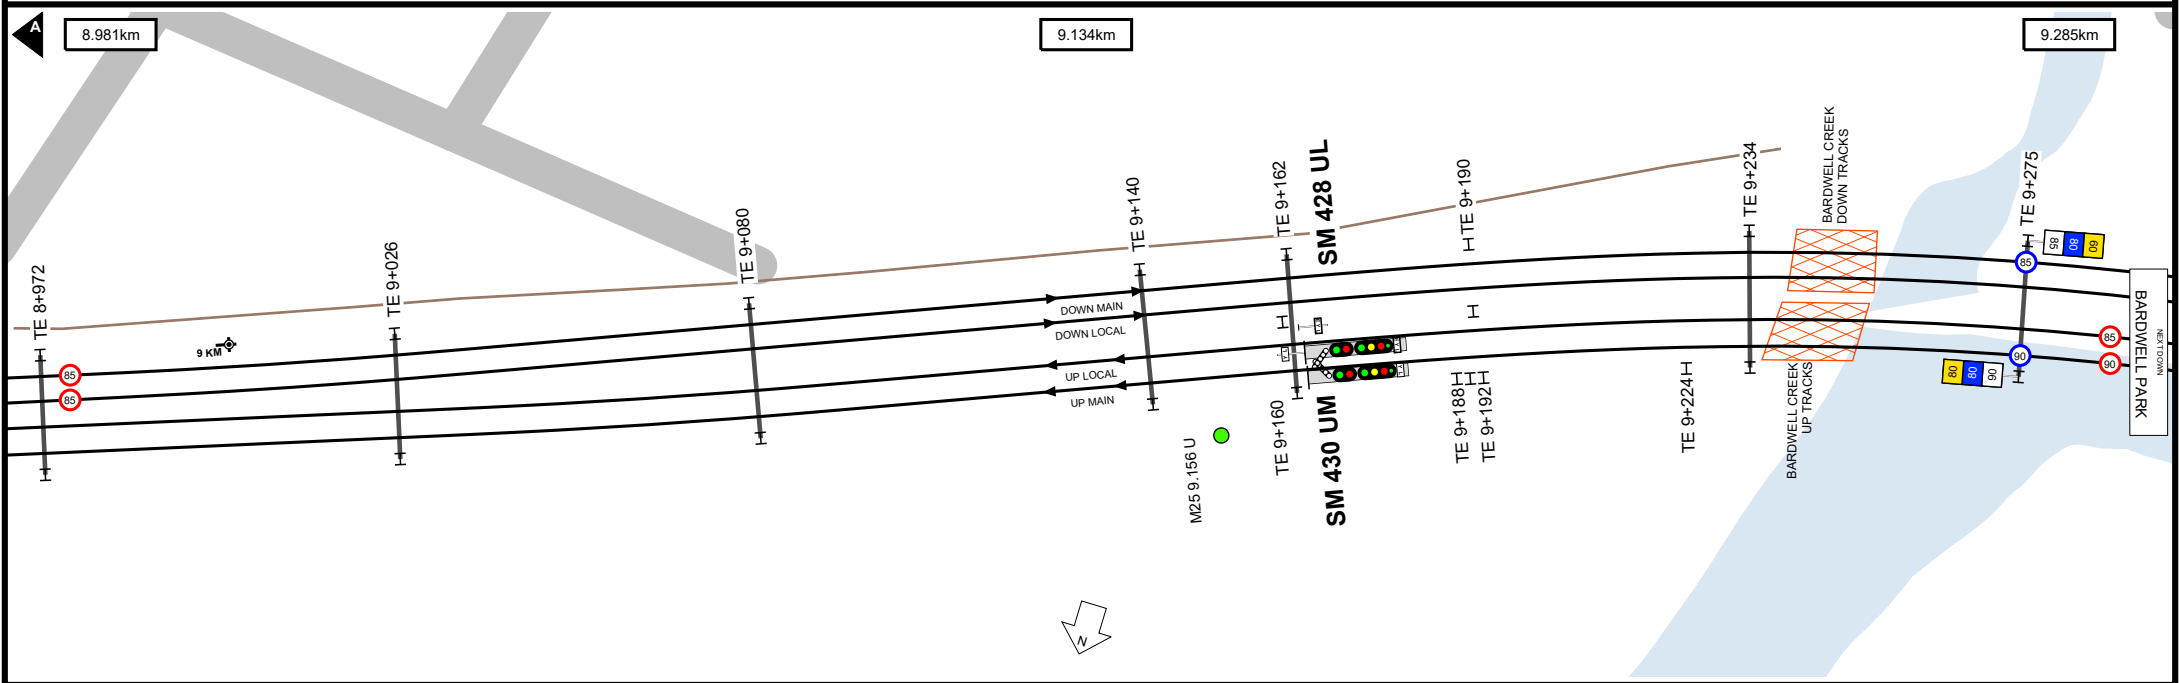 A
8.981km
9.134km
9.285km
TE 8+972
TE 9+026
TE 9+080
TE 9+140
TE 9+162
SM 428 UL
TE 9+190
TE 9+234
BARDWELL CREEK
DOWN TRACKS
TE 9+275
85
80
60
85
9 KM
85
85
DOWN MAIN
DOWN LOCAL
UP LOCAL
UP MAIN
85
90
90
80
80
90
BARDWELL PARK
NEXT DOWN
M25 9.156 U
TE 9+160
SM 430 UM
TE 9+188
TE 9+192
TE 9+224
BARDWELL CREEK
UP TRACKS
N